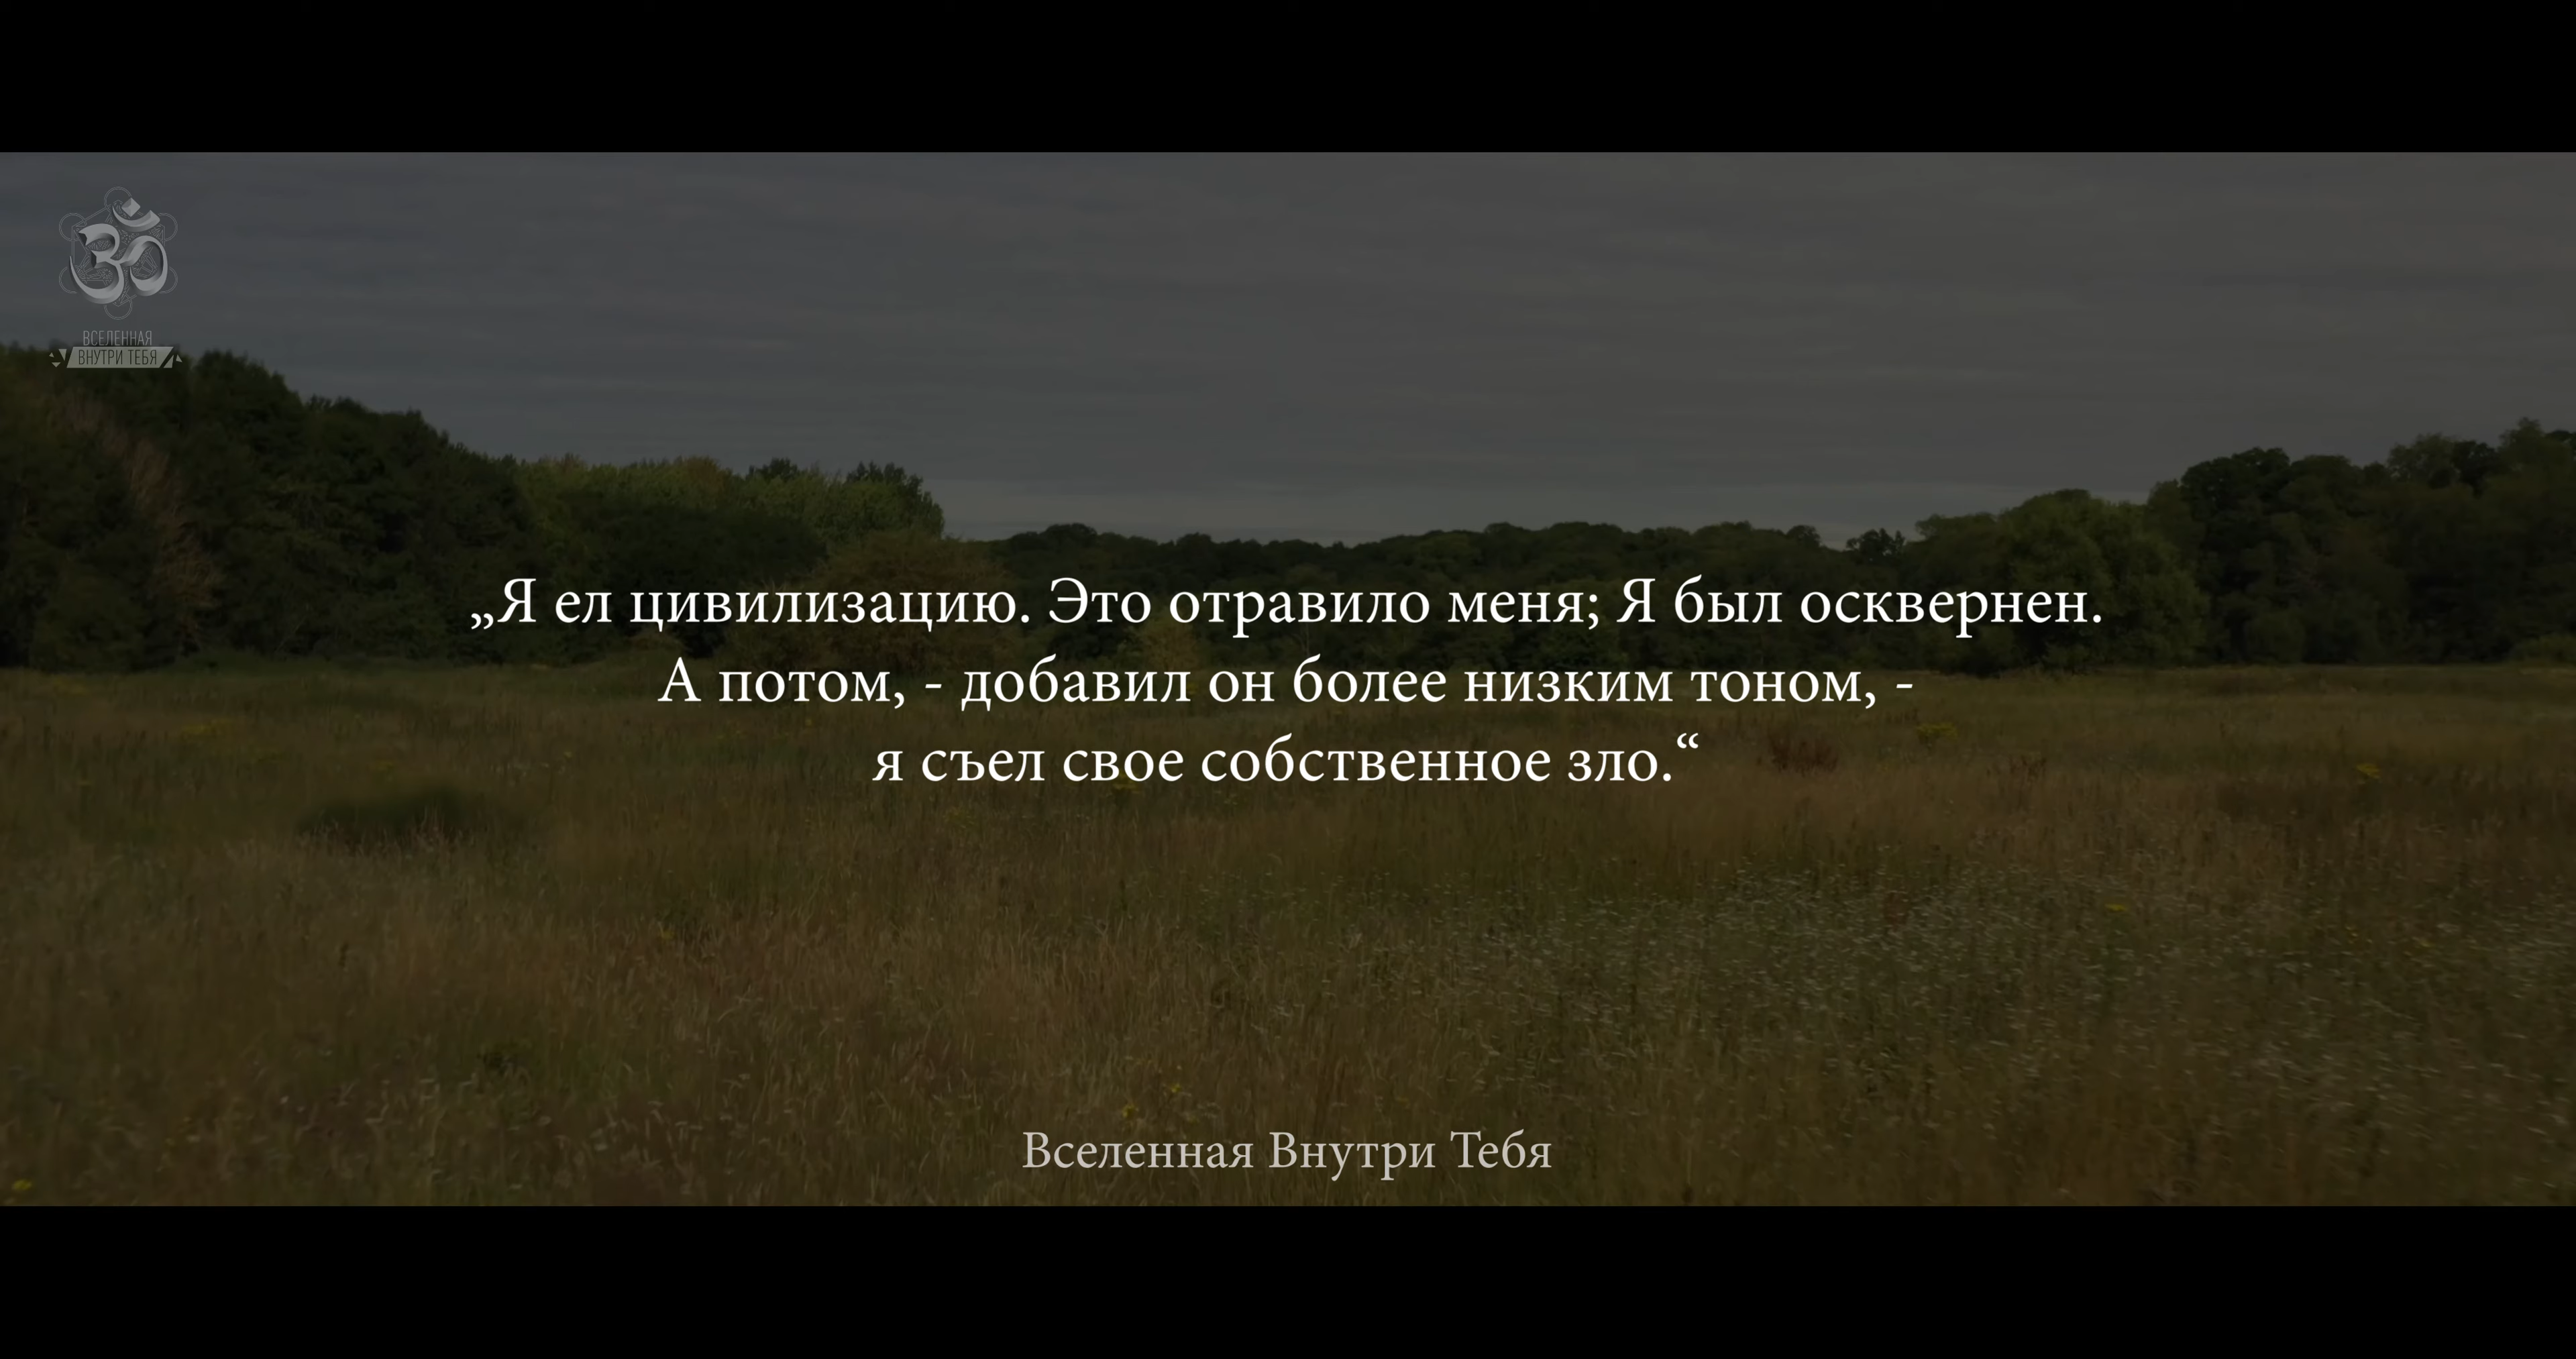 ВСЕЛЕННАЯ
ВНУТРИ ТЕБЯ
„Я ел цивилизацию. Это отравило меня; Я был осквернен.
А потом, - добавил он более низким тоном, -
я съел свое собственное зло.“
Вселенная Внутри Тебя